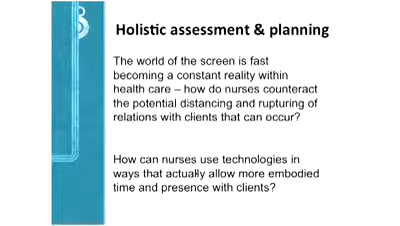 Holistic assessment & planning
The world of the screen is fast
becoming a constant reality within
health care – how do nurses counteract
the potential distancing and rupturing of
relations with clients that can occur?
How can nurses use technologies in
ways that actually allow more embodied
time and presence with clients?